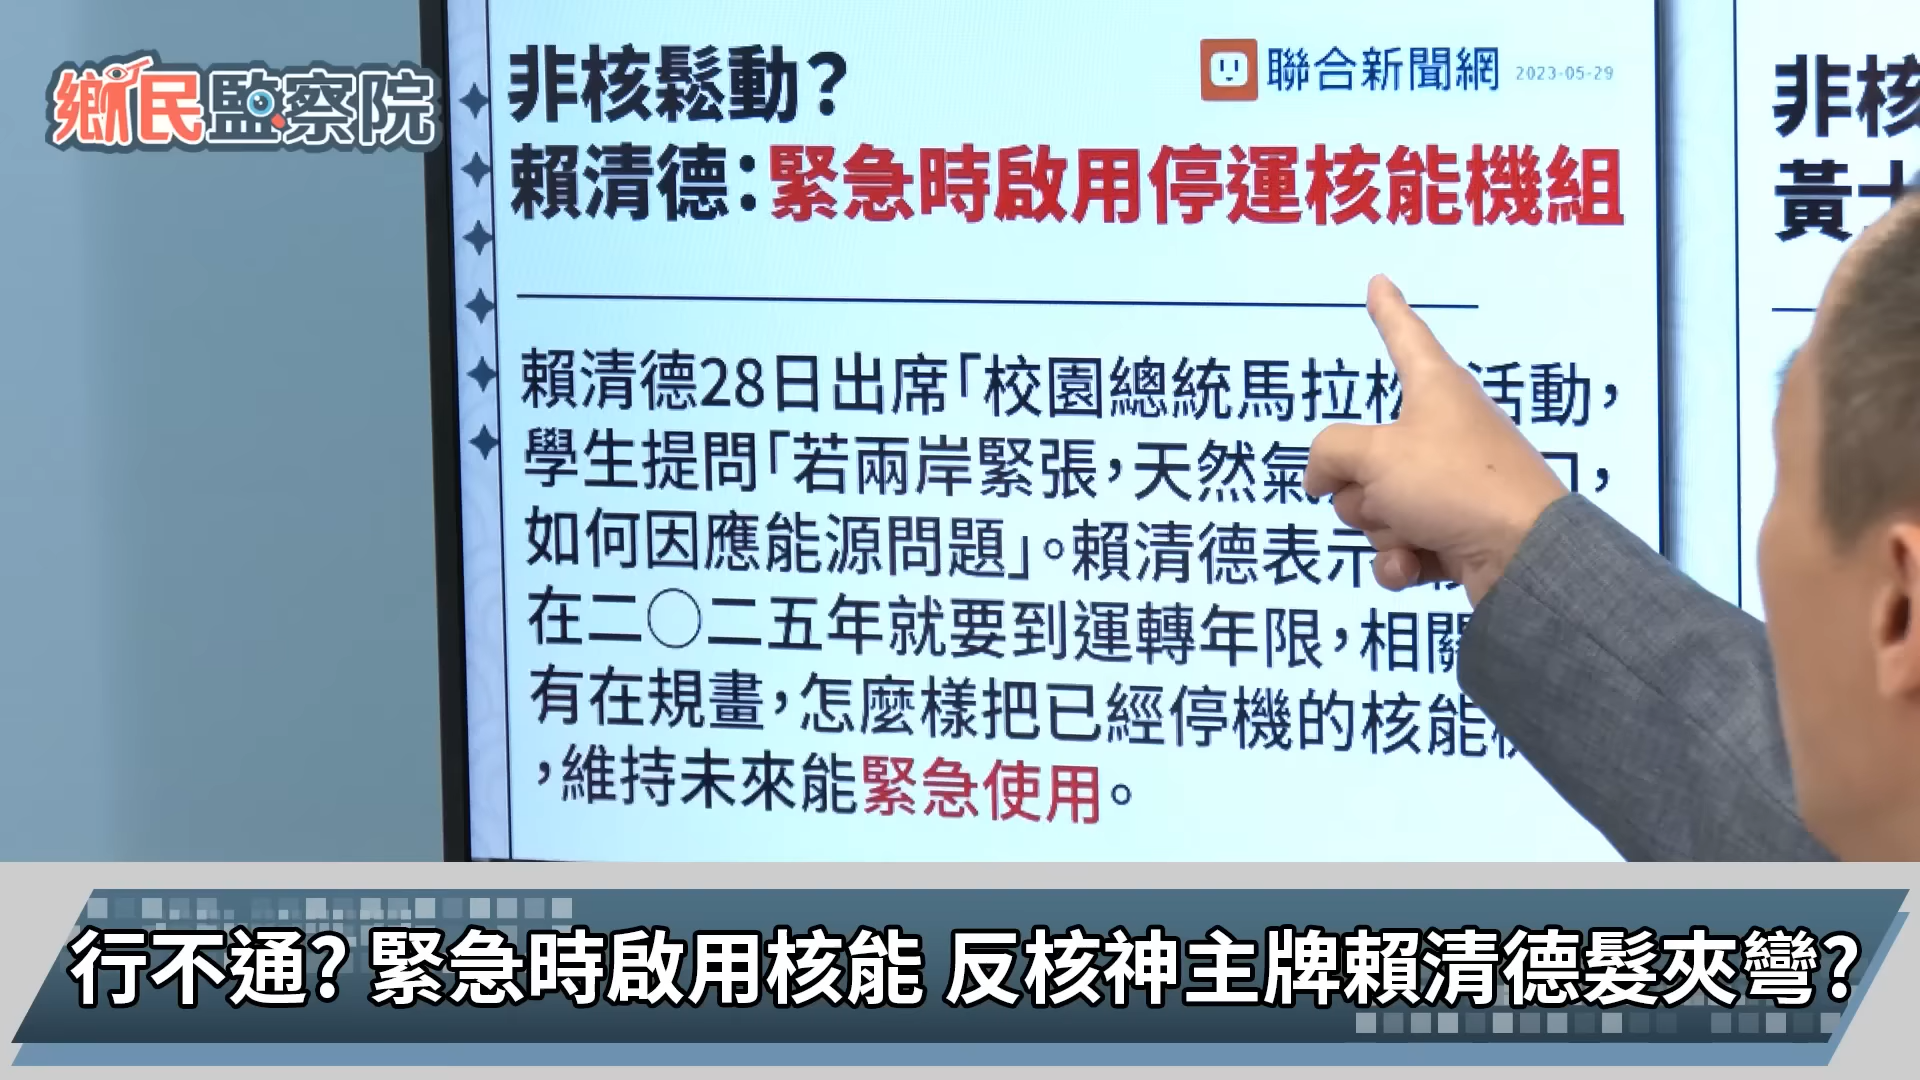 鄉民監察院
非核鬆動?
聯合新聞網 2023-05-29
賴清德:緊急時啟用停運核能機組
賴清德28日出席「校園總統馬拉松 活動,
學生提問「若兩岸緊張,天然氣 口,
如何因應能源問題」。賴清德表示
在二〇二五年就要到運轉年限,相關
有在規畫,怎麼樣把已經停機的核能
,維持未來能緊急使用。
非核
黃士
行不通? 緊急時啟用核能 反核神主牌賴清德髮夾彎?